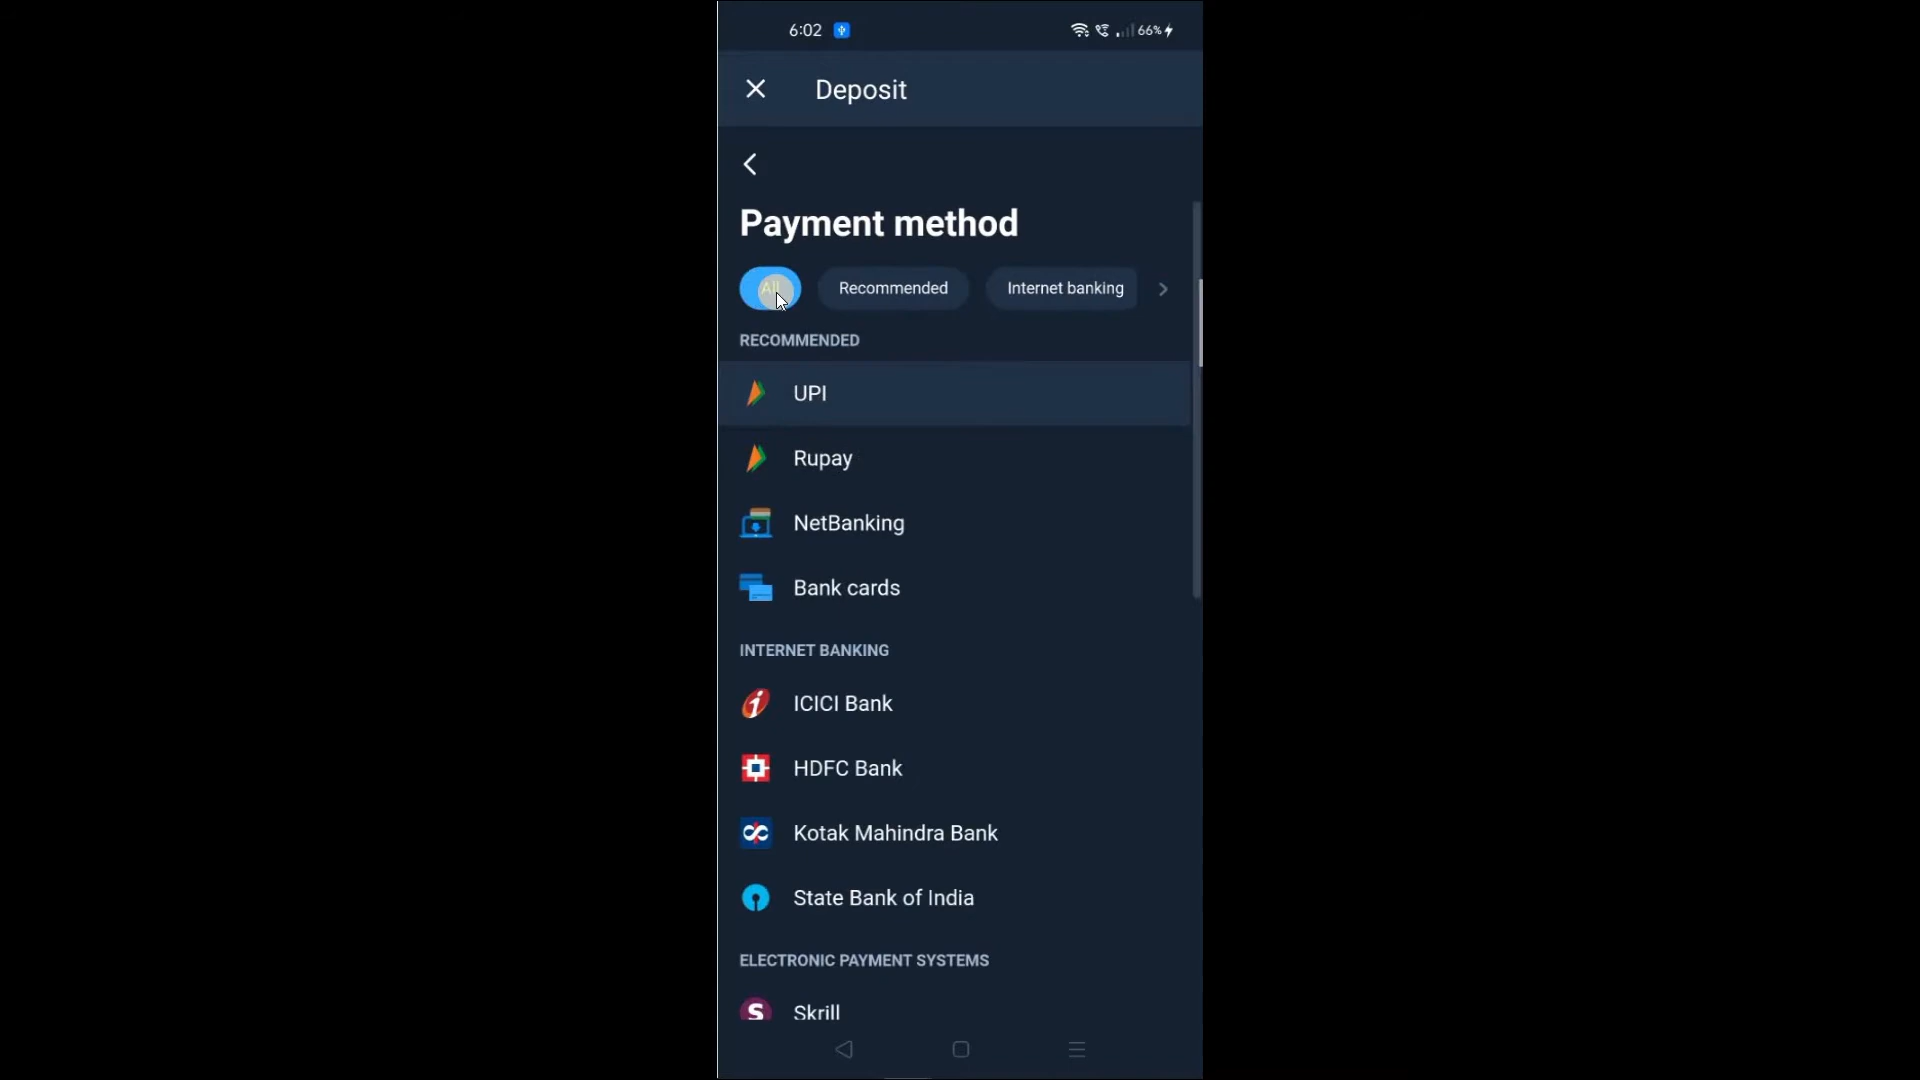 6:02
66%
Deposit
Payment method
All
Recommended
Internet banking
RECOMMENDED
UPI
Rupay
NetBanking
Bank cards
INTERNET BANKING
ICICI Bank
HDFC Bank
Kotak Mahindra Bank
State Bank of India
ELECTRONIC PAYMENT SYSTEMS
Skrill